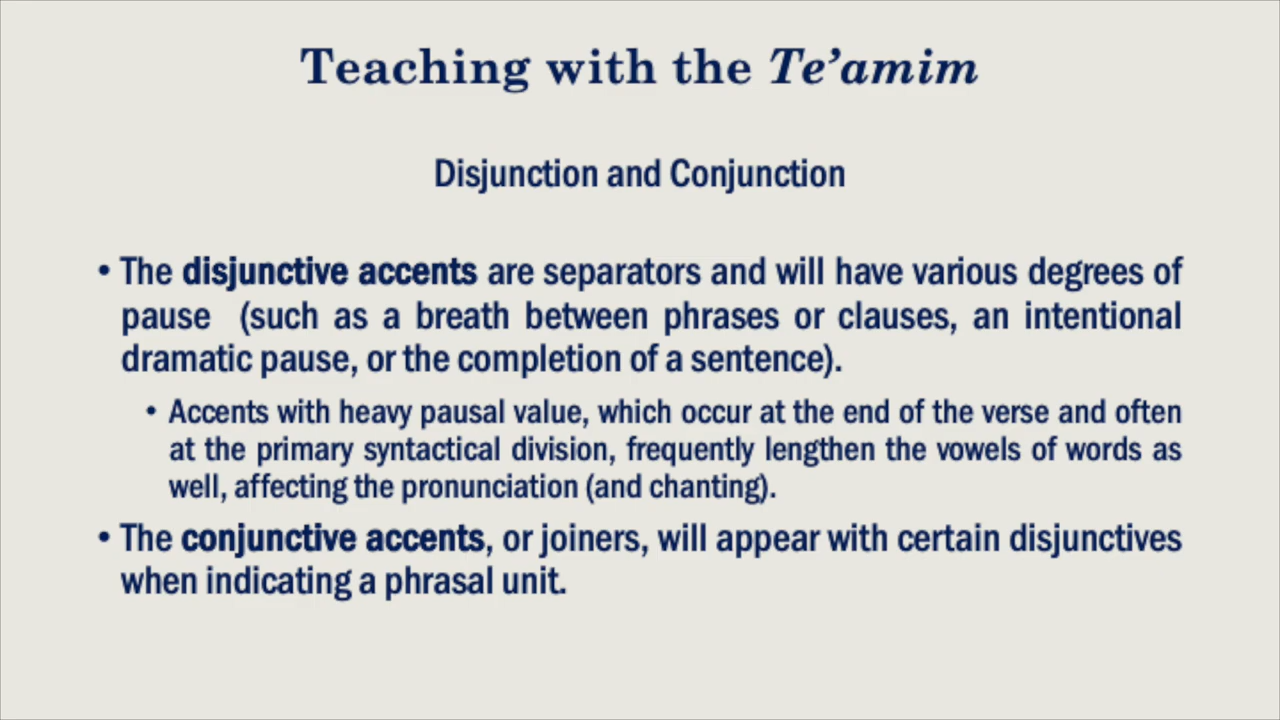 Teaching with the Te’amim
Disjunction and Conjunction
• The disjunctive accents are separators and will have various degrees of
pause (such as a breath between phrases or clauses, an intentional
dramatic pause, or the completion of a sentence).
• Accents with heavy pausal value, which occur at the end of the verse and often
at the primary syntactical division, frequently lengthen the vowels of words as
well, affecting the pronunciation (and chanting).
• The conjunctive accents, or joiners, will appear with certain disjunctives
when indicating a phrasal unit.